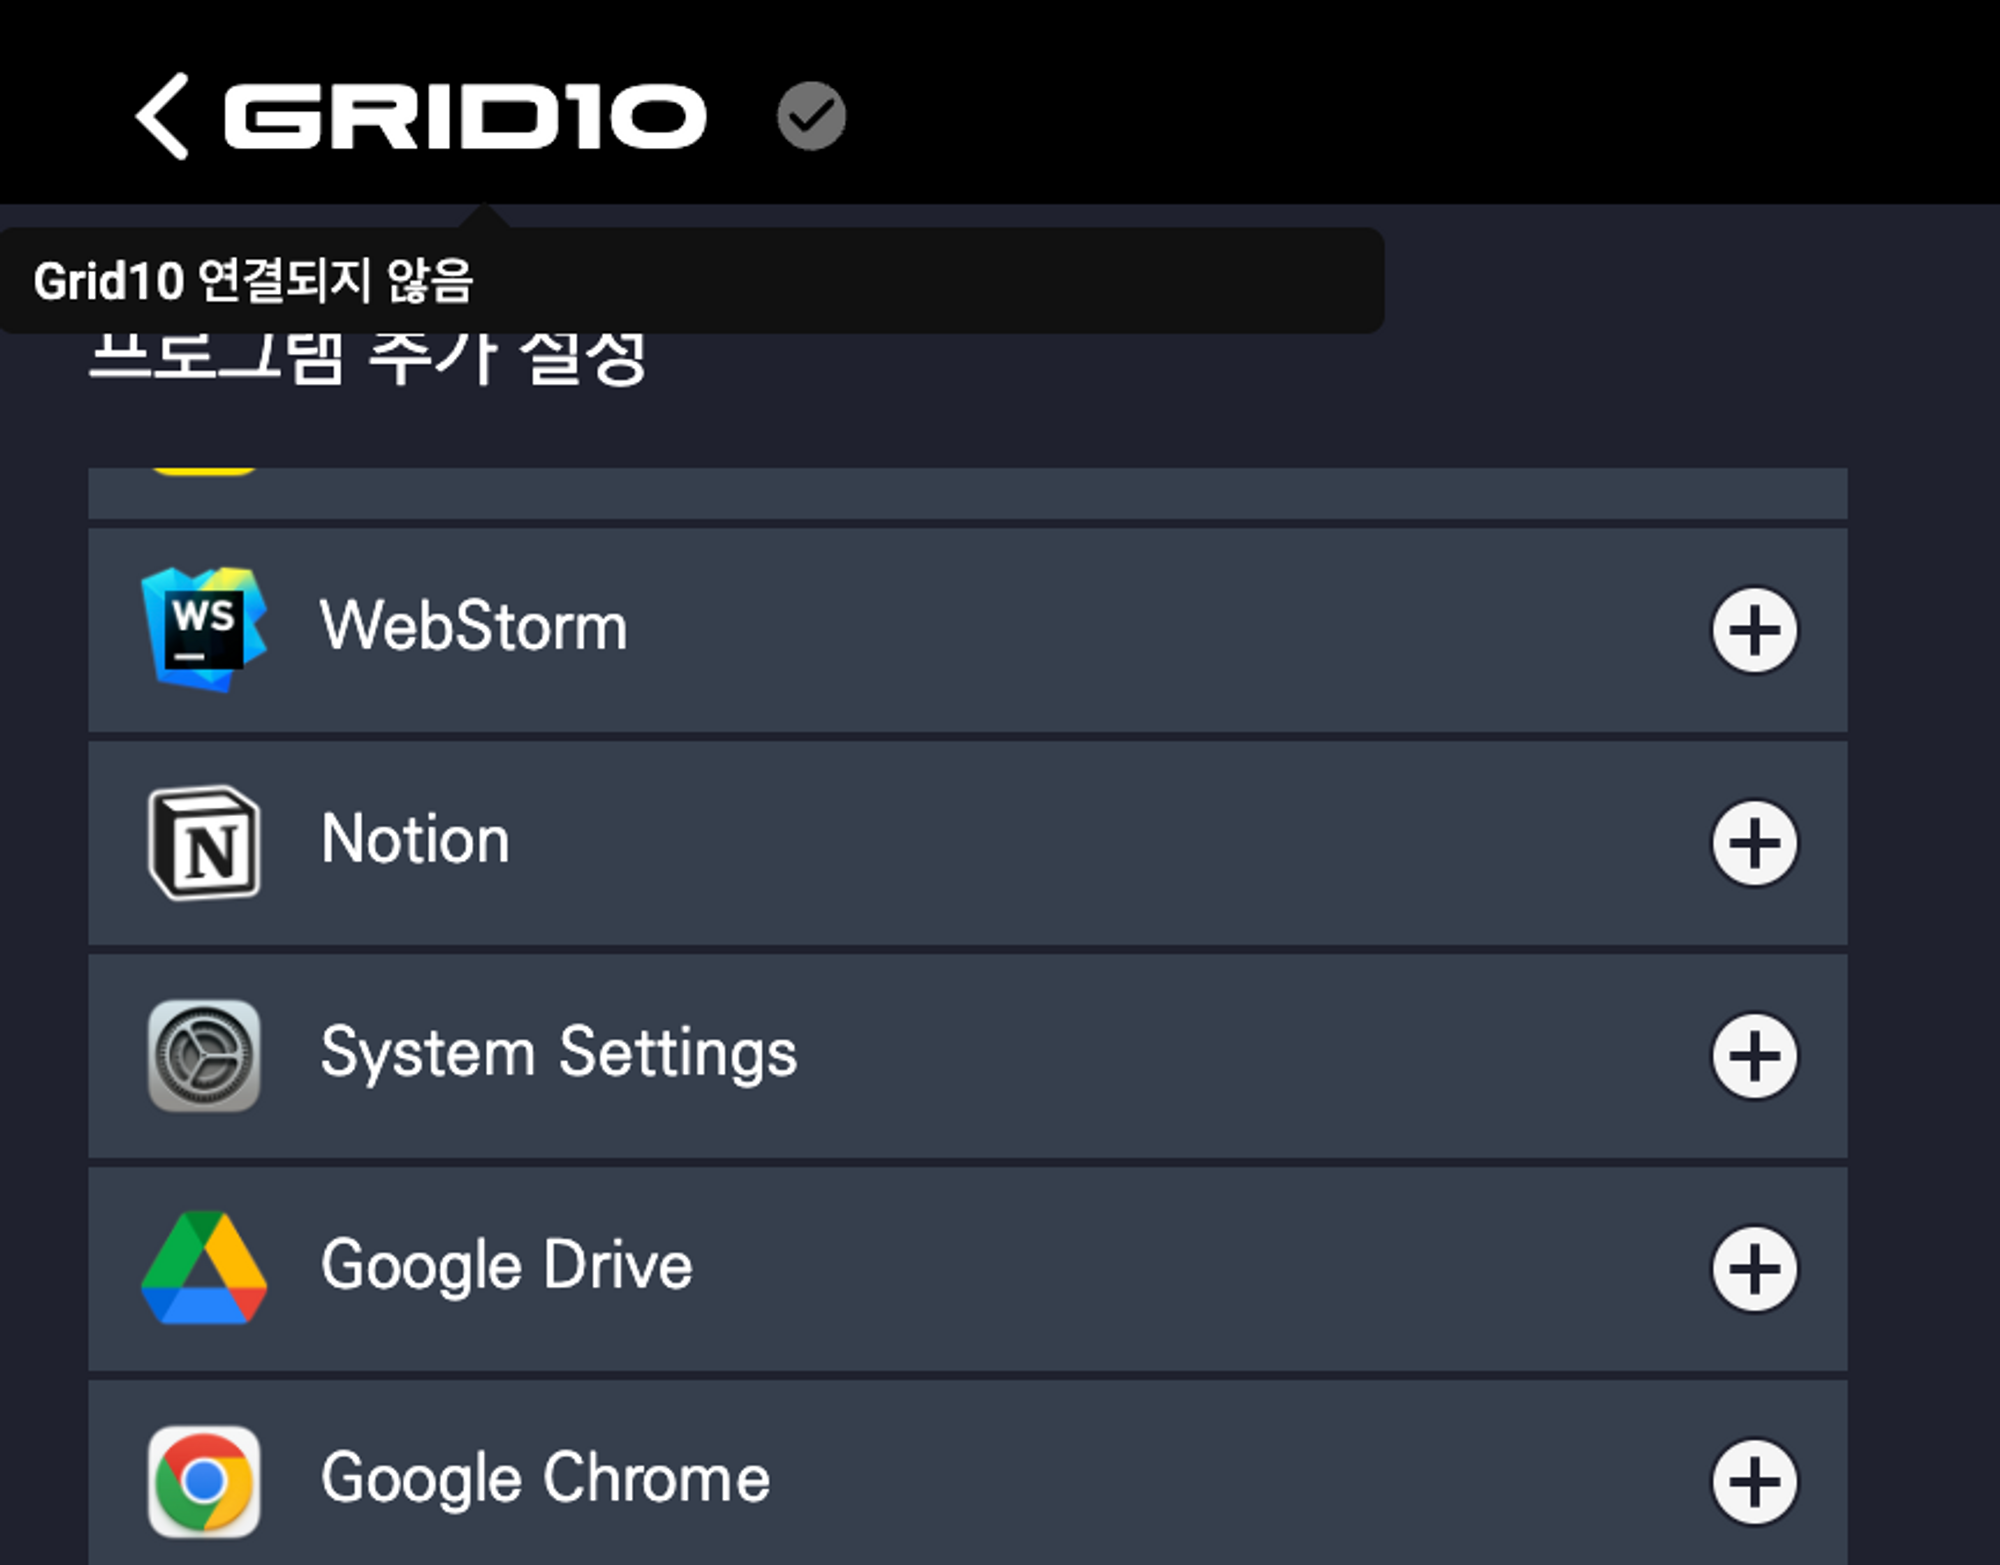 GRID10
Grid10 연결되지 않음
프로그램 추가 설정
WS
WebStorm
N
Notion
System Settings
Google Drive
Google Chrome